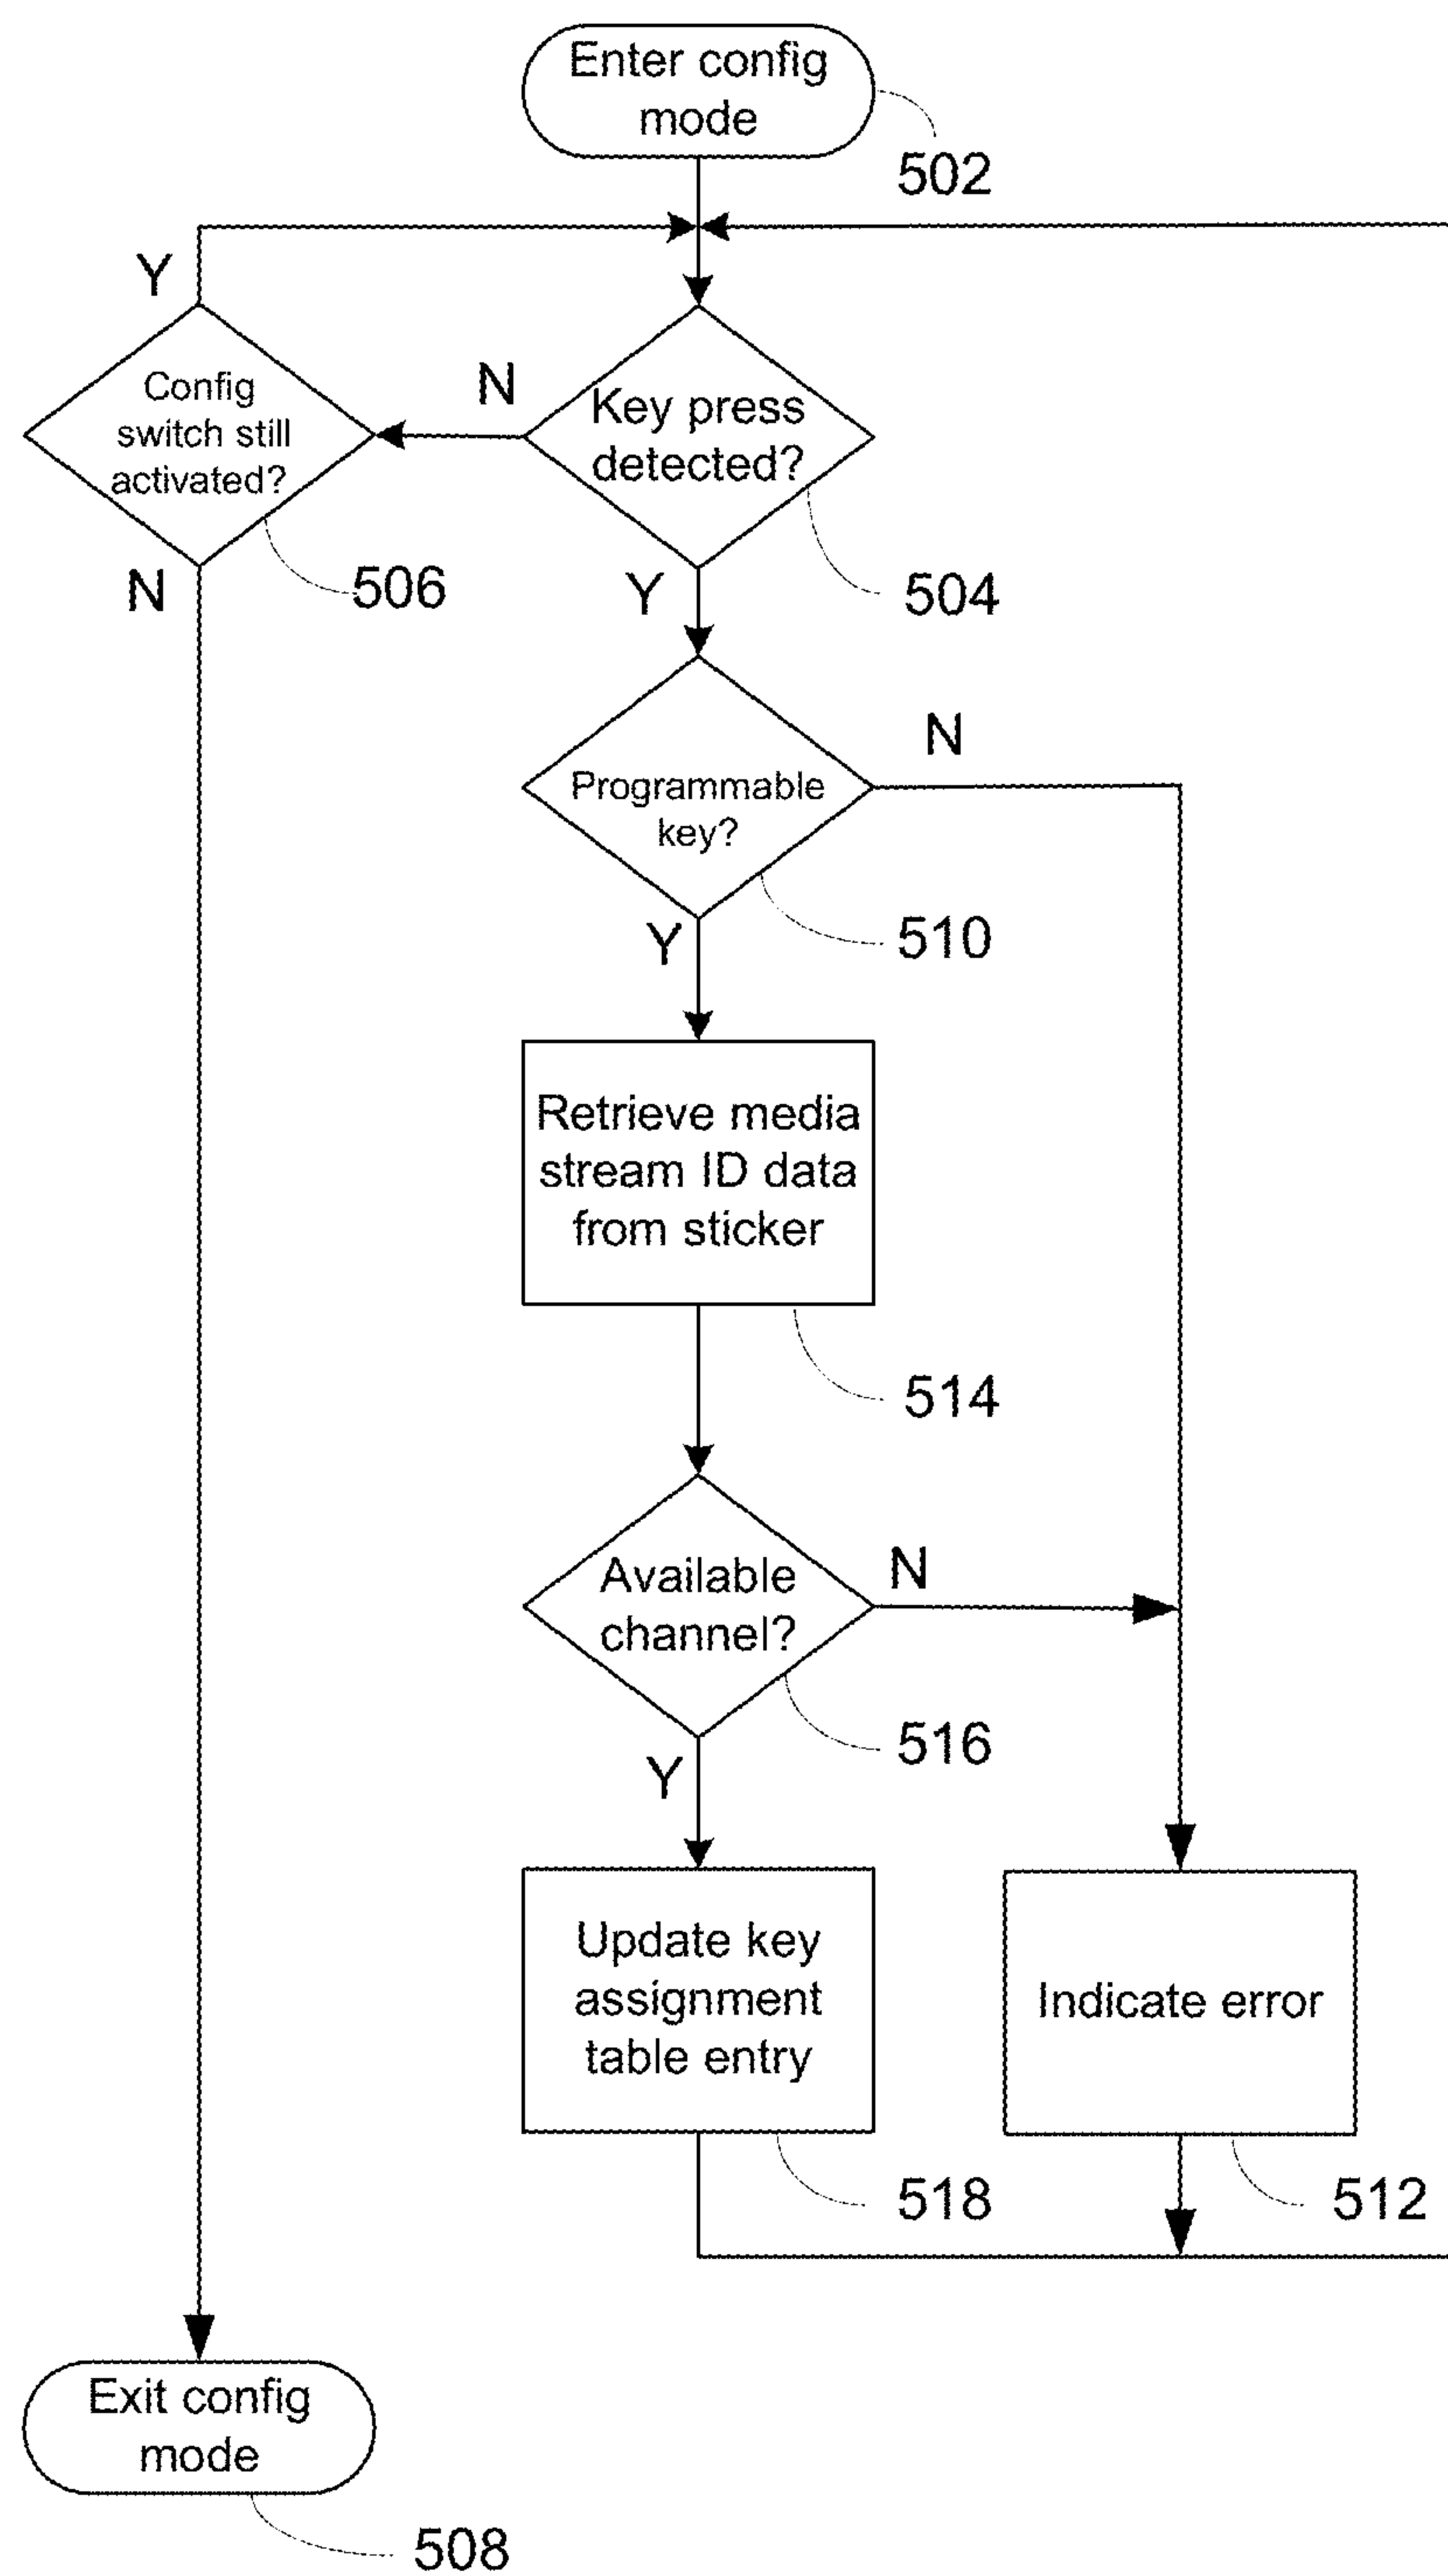 Enter config
mode
502
Y
Config
switch still
activated?
N
Key press
detected?
N
506
Y
504
Programmable
key?
N
Y
510
Retrieve media
stream ID data
from sticker
514
Available
channel?
N
516
Y
Update key
assignment
table entry
Indicate error
518
512
Exit config
mode
508